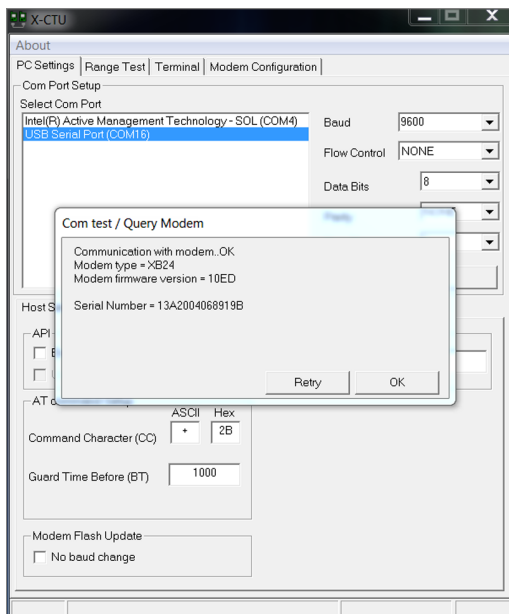 X-CTU
About
PC Settings Range Test Terminal Modem Configuration
Com Port Setup
Select Com Port
Intel(R) Active Management Technology - SOL (COM4)
USB Serial Port (COM16)
Baud 9600
Flow Control NONE
Data Bits 8
Com test / Query Modem
Communication with modem..OK
Modem type = XB24
Modem firmware version = 10ED
Serial Number = 13A2004068919B
Retry OK
Host
API
AT
ASCII Hex
Command Character (CC) + 2B
Guard Time Before (BT) 1000
Modem Flash Update
No baud change